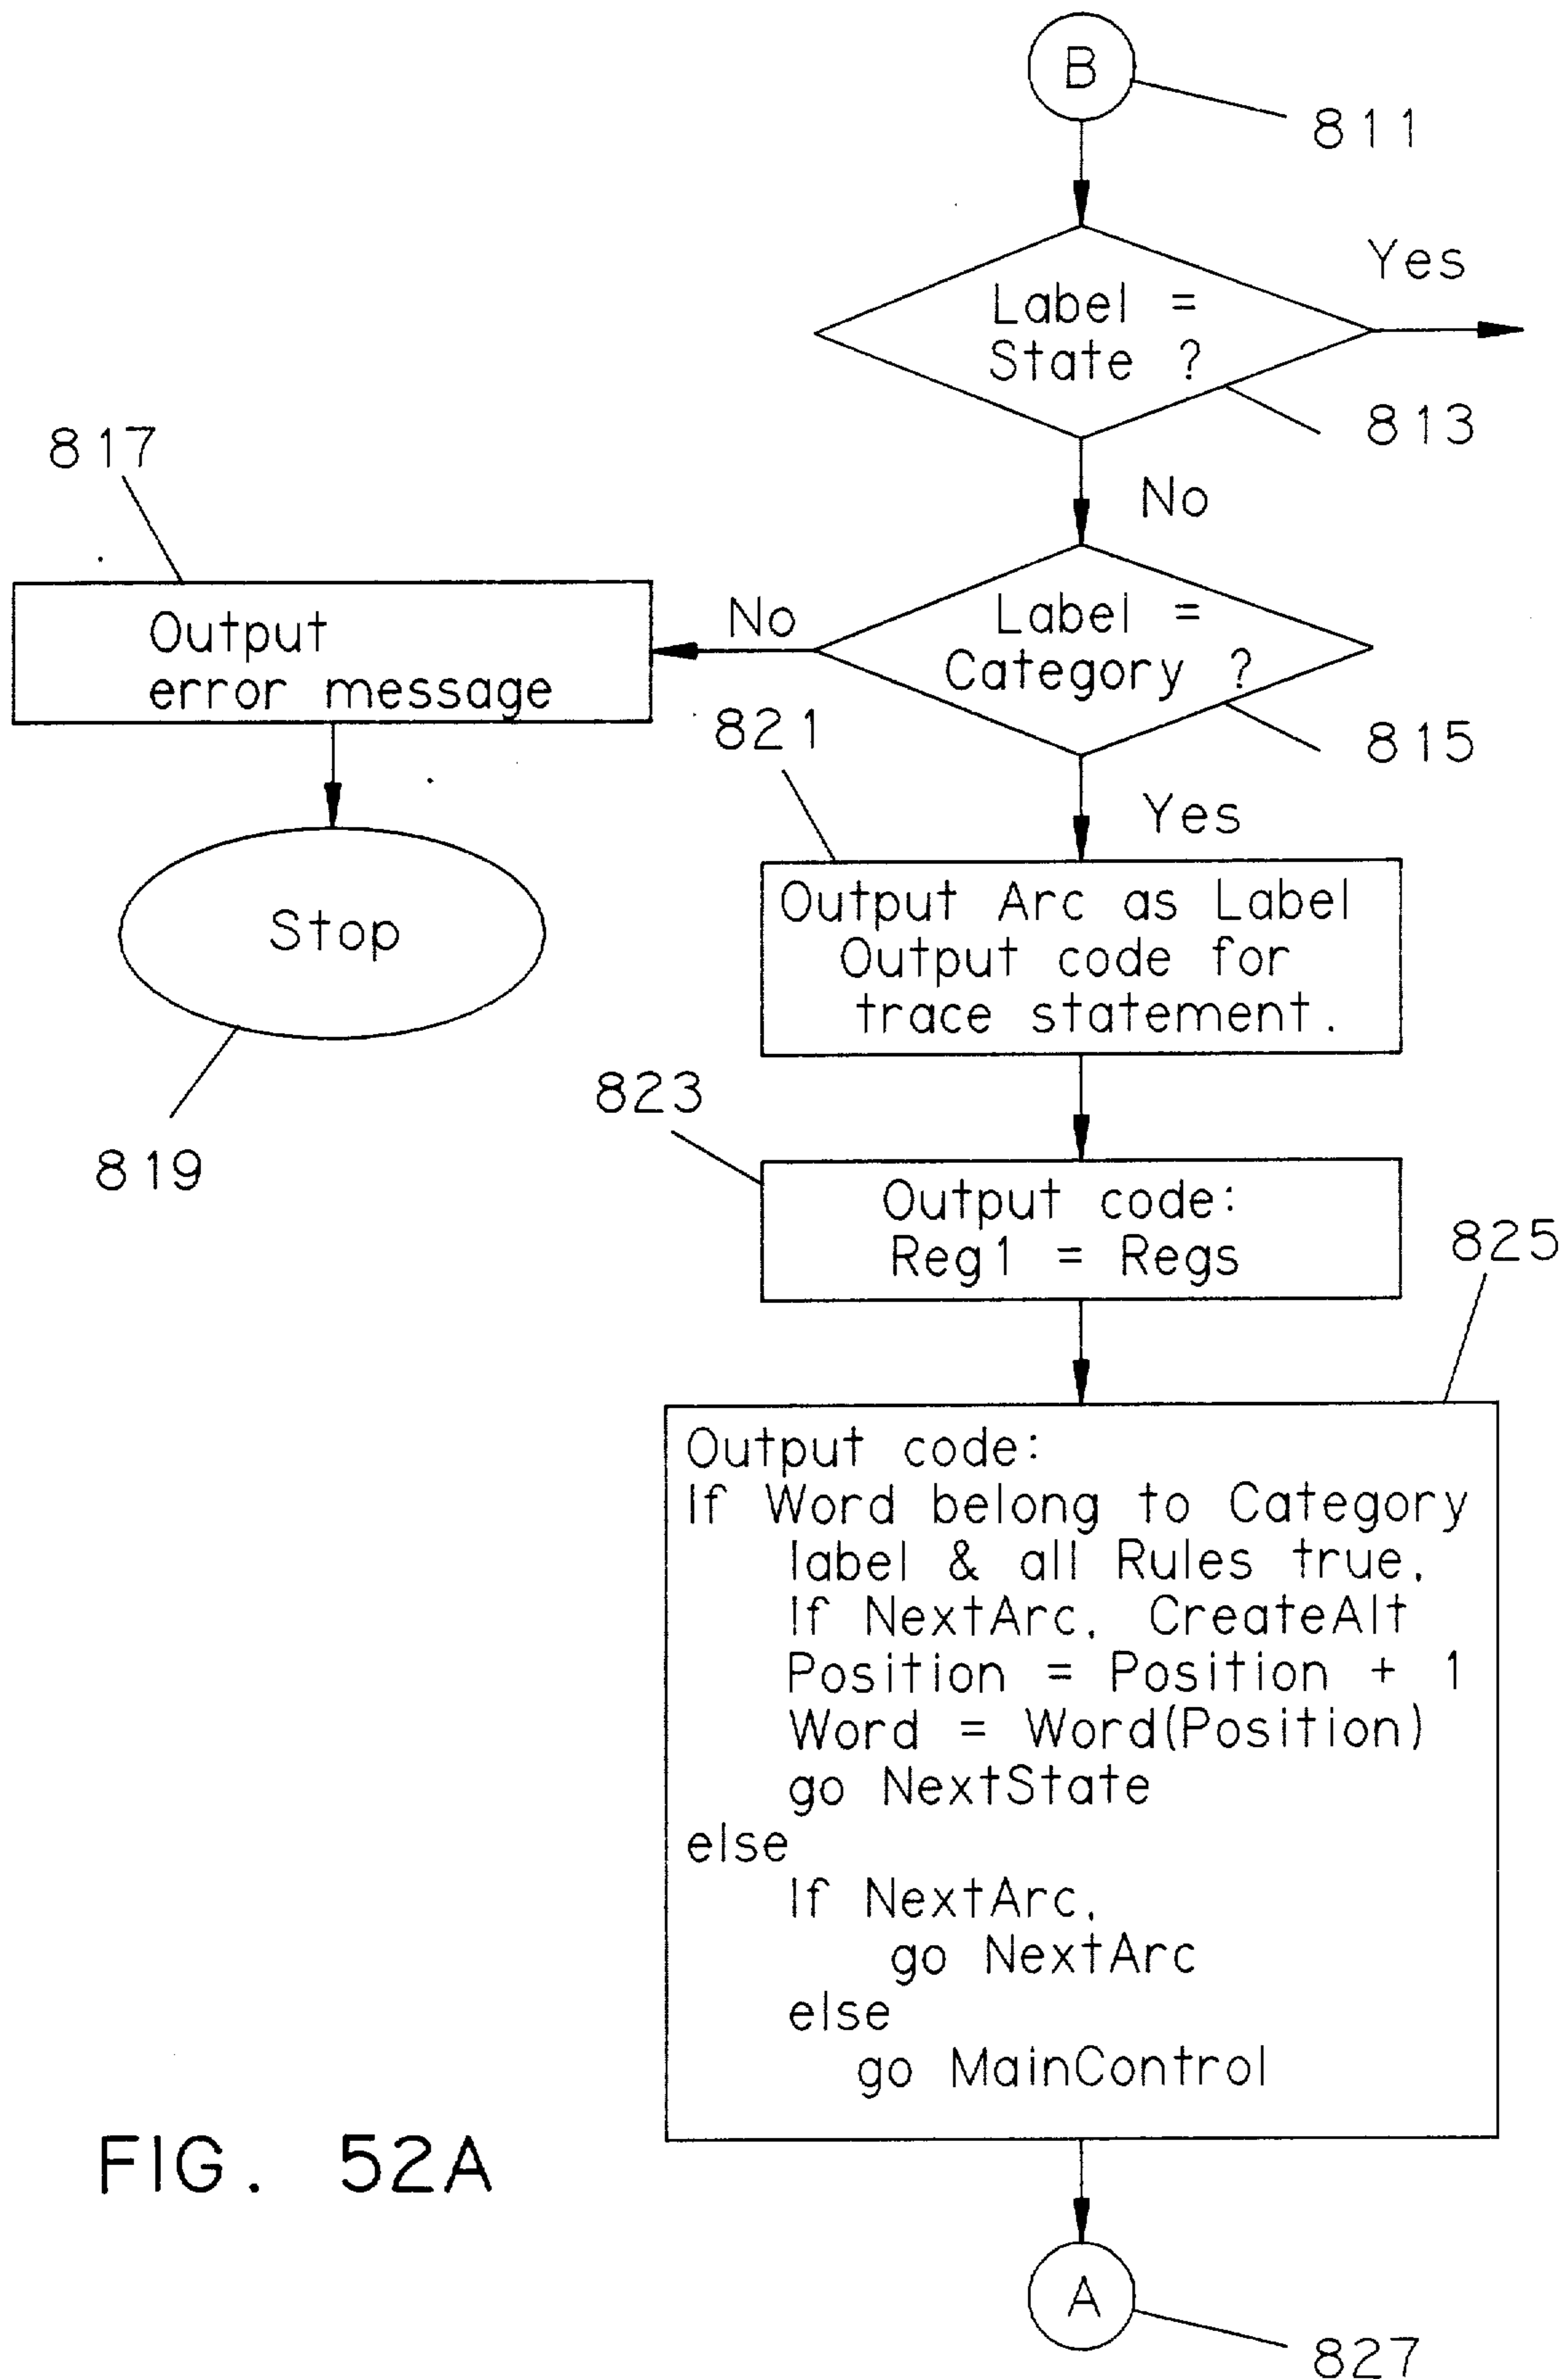 B
811
Label =
State ?
Yes
813
No
817
Output
error message
No
Label =
Category ?
815
821
Yes
Output Arc as Label
Output code for
trace statement.
Stop
819
823
Output code:
Reg1 = Regs
825
Output code:
If Word belong to Category
label & all Rules true,
If NextArc, CreateAlt
Position = Position + 1
Word = Word(Position)
go NextState
else
If NextArc,
go NextArc
else
go MainControl
FIG. 52A
A
827